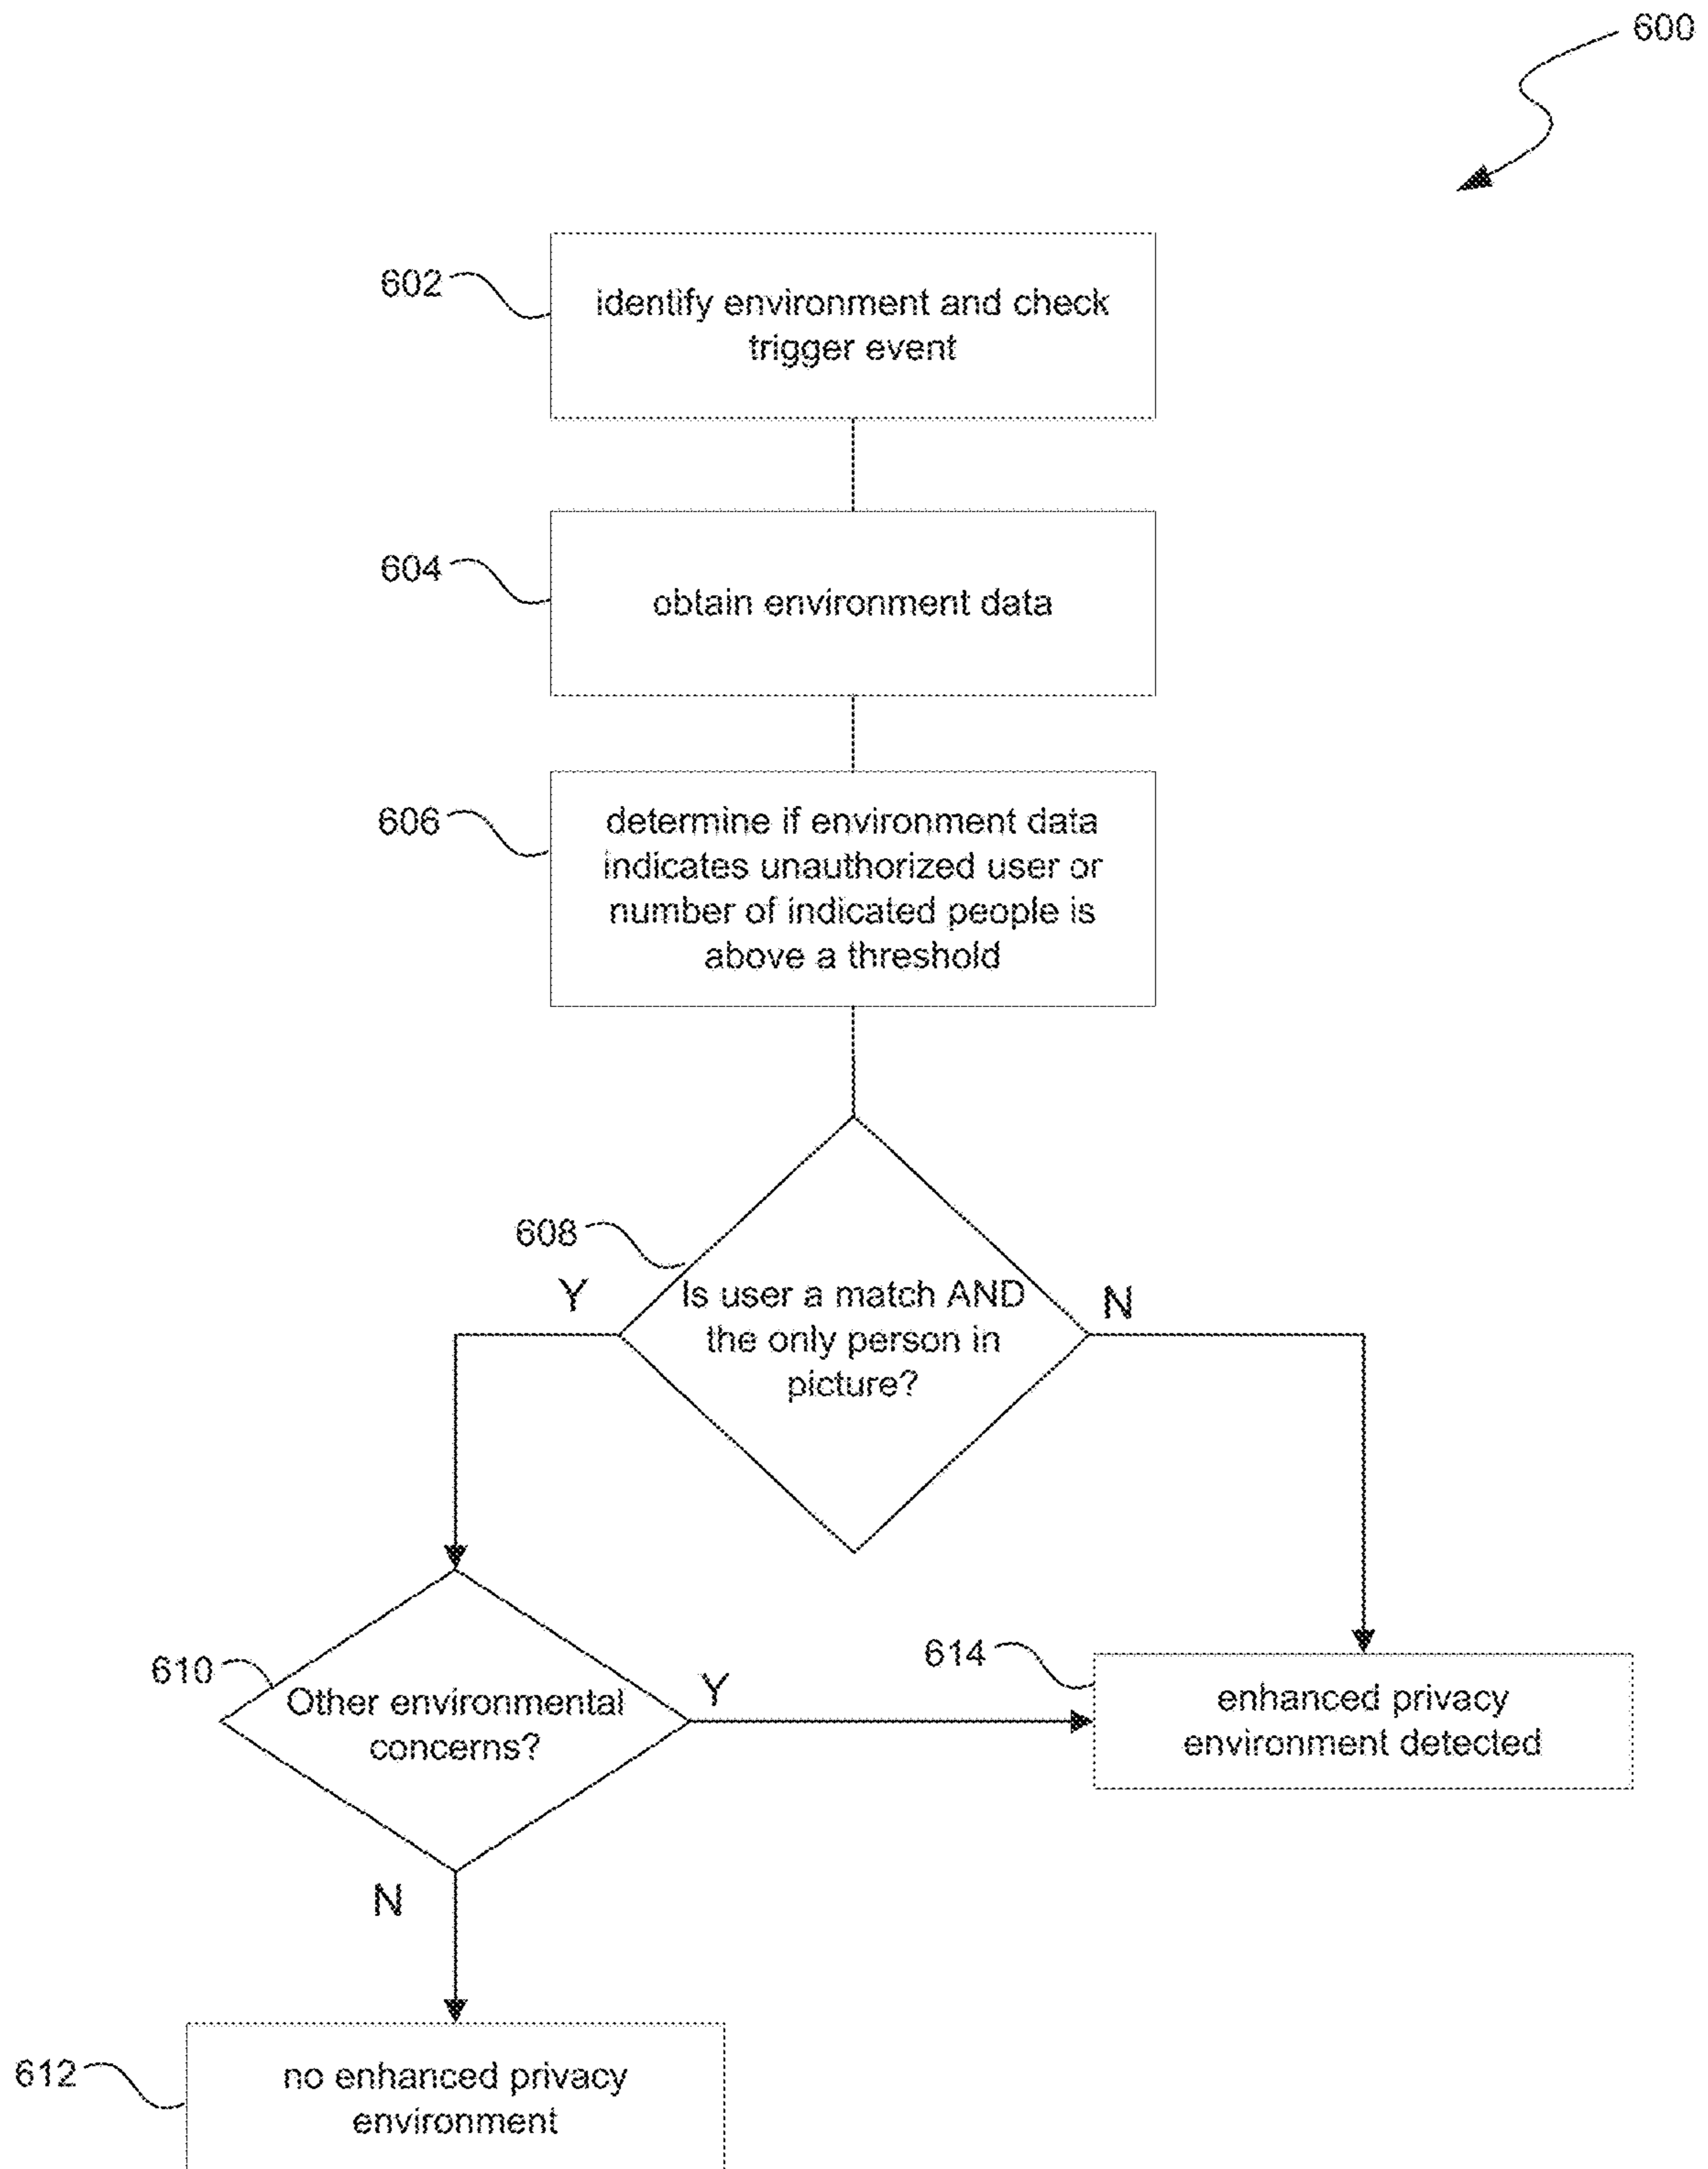 600
602
identify environment and check
trigger event
604
obtain environment data
606
determine if environment data
indicates unauthorized user or
number of indicated people is
above a threshold
608
Y
N
Is user a match AND
the only person in
picture?
610
Other environmental
concerns?
Y
614
enhanced privacy
environment detected
N
612
no enhanced privacy
environment